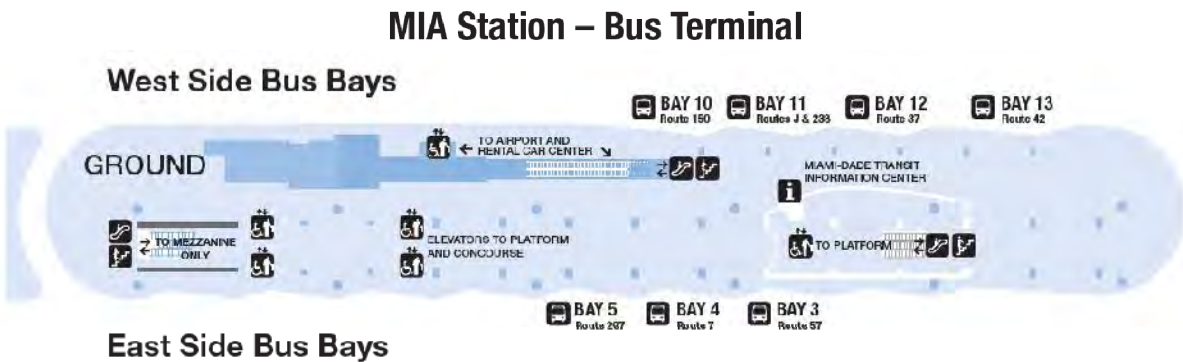 MIA Station – Bus Terminal
West Side Bus Bays
BAY 10
Route 150
BAY 11
Routes J & 238
BAY 12
Route 37
BAY 13
Route 42
GROUND
TO AIRPORT AND
RENTAL CAR CENTER
MIAMI-DADE TRANSIT
INFORMATION CENTER
i
TO MEZZANINE
ONLY
ELEVATORS TO PLATFORM
AND CONCOURSE
TO PLATFORM
BAY 5
Route 297
BAY 4
Route 7
BAY 3
Route 57
East Side Bus Bays